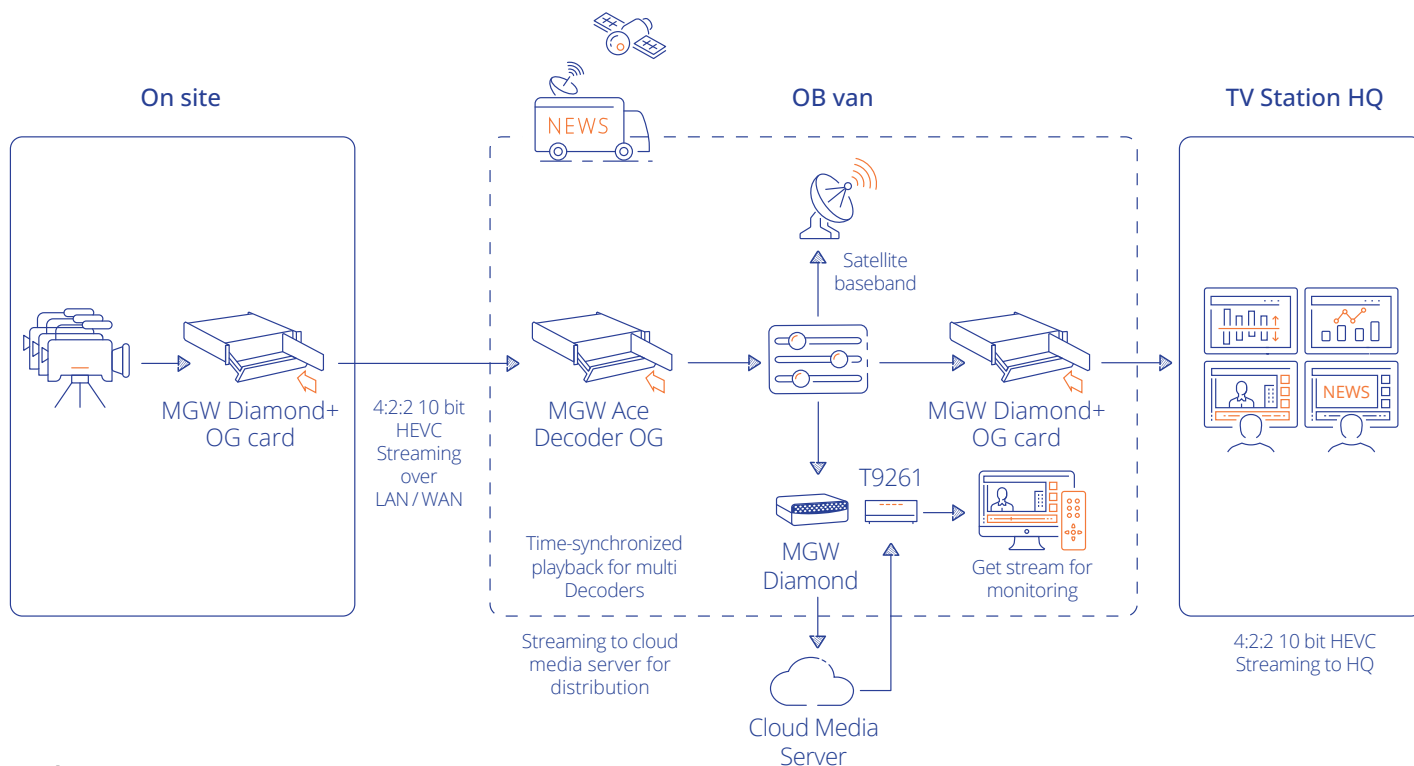 On site
OB van
TV Station HQ
NEWS
Satellite
baseband
MGW Diamond+
OG card
4:2:2 10 bit
HEVC
Streaming
over
LAN / WAN
MGW Ace
Decoder OG
MGW Diamond+
OG card
NEWS
T9261
MGW
Diamond
Time-synchronized
playback for multi
Decoders
Get stream for
monitoring
Streaming to cloud
media server for
distribution
4:2:2 10 bit HEVC
Streaming to HQ
Cloud Media
Server